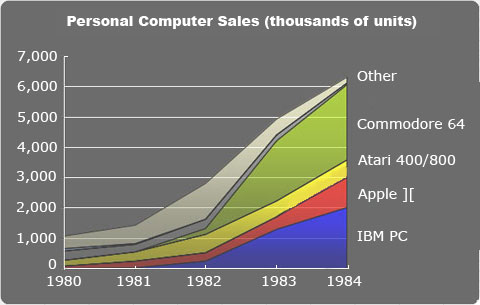 Personal Computer Sales (thousands of units)
7,000
6,000
5,000
4,000
3,000
2,000
1,000
0
Other
Commodore 64
Atari 400/800
Apple ][
IBM PC
1980 1981 1982 1983 1984